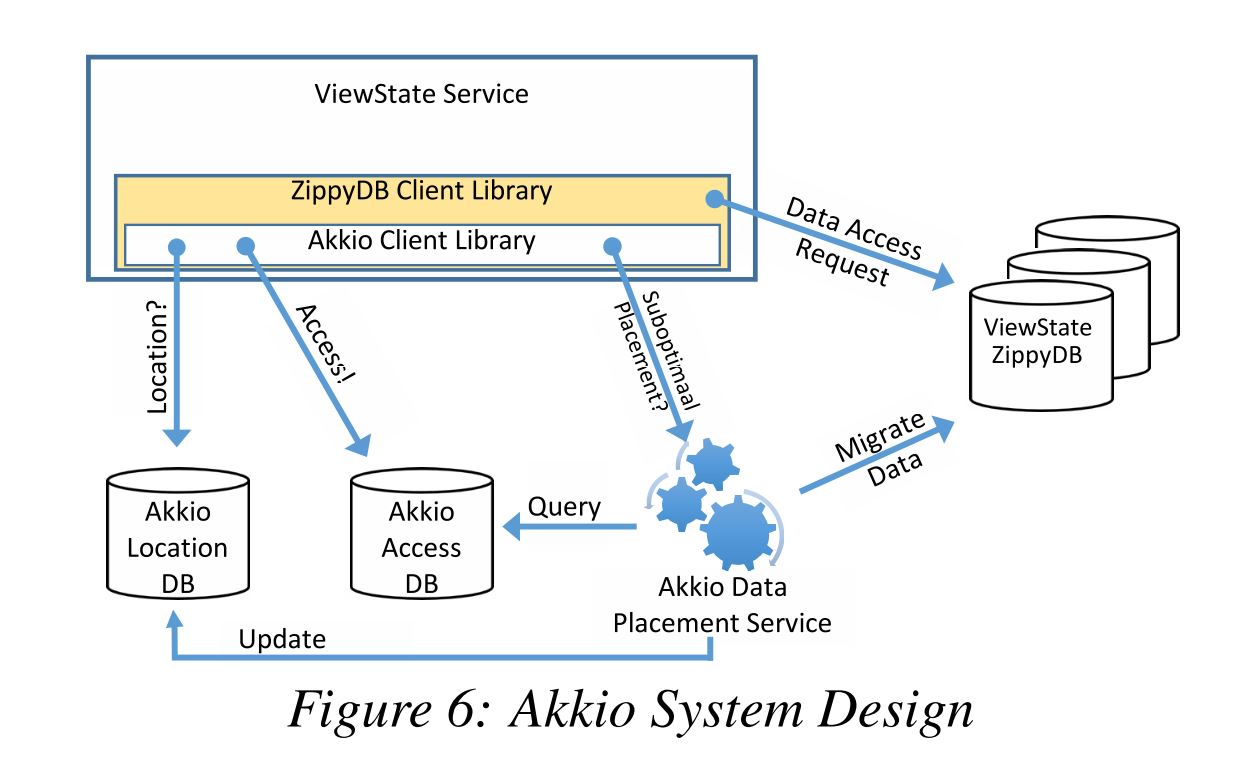 ViewState Service
ZippyDB Client Library
Akkio Client Library
Data Access
Request
Location?
Access!
Suboptimaal
Placement?
ViewState
ZippyDB
Migrate
Data
Akkio
Location
DB
Akkio
Access
DB
Query
Akkio Data
Placement Service
Update
Figure 6: Akkio System Design